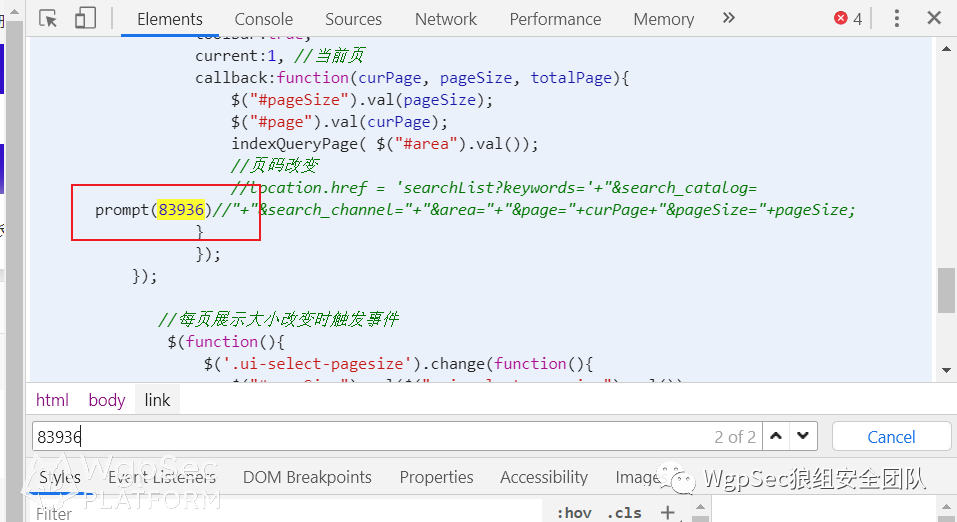 Elements Console Sources Network Performance Memory » 4
toolbar:true,
current:1, //当前页
callback:function(curPage, pageSize, totalPage){
$("#pageSize").val(pageSize);
$("#page").val(curPage);
indexQueryPage( $("#area").val());
//页码改变
//location.href = 'searchList?keywords='+"&search_catalog=
prompt(83936)//"+"&search_channel="+"&area="+"&page="+curPage+"&pageSize="+pageSize;
}
});
});
//每页展示大小改变时触发事件
$(function(){
$('.ui-select-pagesize').change(function(){
html body link
83936 2 of 2 Cancel
Styles Event Listeners DOM Breakpoints Properties Accessibility Image
WgpSec
PLATFORM
WgpSec狼组安全团队
Filter :hov .cls +